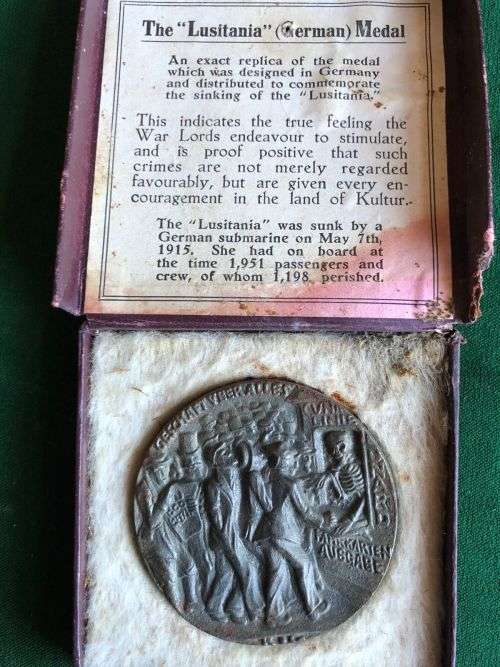 The "Lusitania" (German) Medal
An exact replica of the medal
which was designed in Germany
and distributed to commemorate
the sinking of the "Lusitania."
This indicates the true feeling the
War Lords endeavour to stimulate,
and is proof positive that such
crimes are not merely regarded
favourably, but are given every en-
couragement in the land of Kultur.
The "Lusitania" was sunk by a
German submarine on May 7th,
1915. She had on board at
the time 1,951 passengers and
crew, of whom 1,198 perished.
GESCHÄFT ÜBER ALLES
FAHRKARTEN
AUSGABE